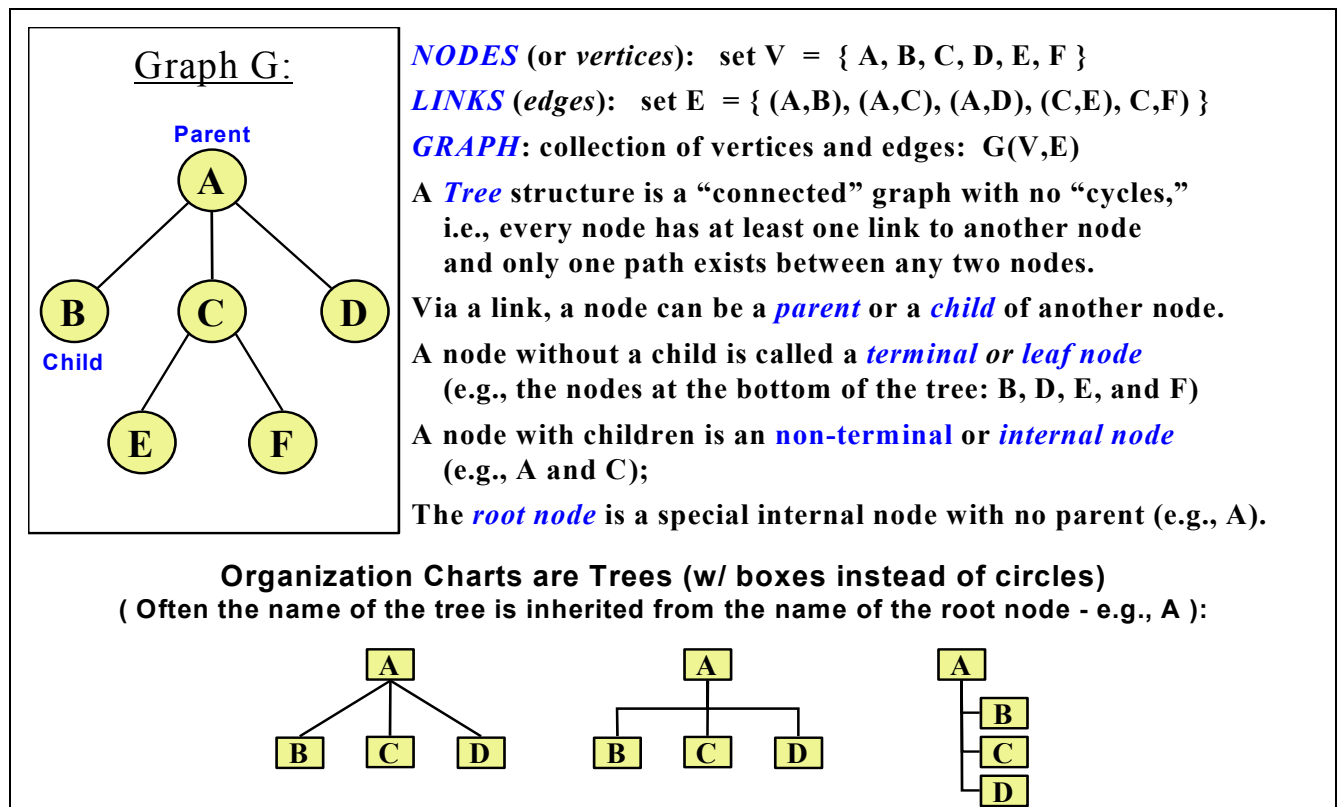 Graph G:
Parent
A
B
C
D
Child
E
F
NODES (or vertices): set V = { A, B, C, D, E, F }
LINKS (edges): set E = { (A,B), (A,C), (A,D), (C,E), C,F) }
GRAPH: collection of vertices and edges: G(V,E)
A Tree structure is a “connected” graph with no “cycles,”
i.e., every node has at least one link to another node
and only one path exists between any two nodes.
Via a link, a node can be a parent or a child of another node.
A node without a child is called a terminal or leaf node
(e.g., the nodes at the bottom of the tree: B, D, E, and F)
A node with children is an non-terminal or internal node
(e.g., A and C);
The root node is a special internal node with no parent (e.g., A).
Organization Charts are Trees (w/ boxes instead of circles)
( Often the name of the tree is inherited from the name of the root node - e.g., A ):
A
B C D
A
B C D
A
B
C
D